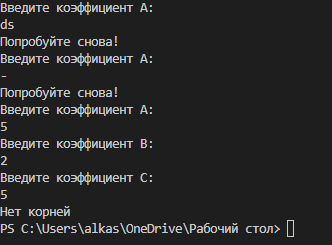 Введите коэффициент A:
ds
Попробуйте снова!
Введите коэффициент A:
-
Попробуйте снова!
Введите коэффициент A:
5
Введите коэффициент B:
2
Введите коэффициент C:
5
Нет корней
PS C:\Users\alkas\OneDrive\Рабочий стол>